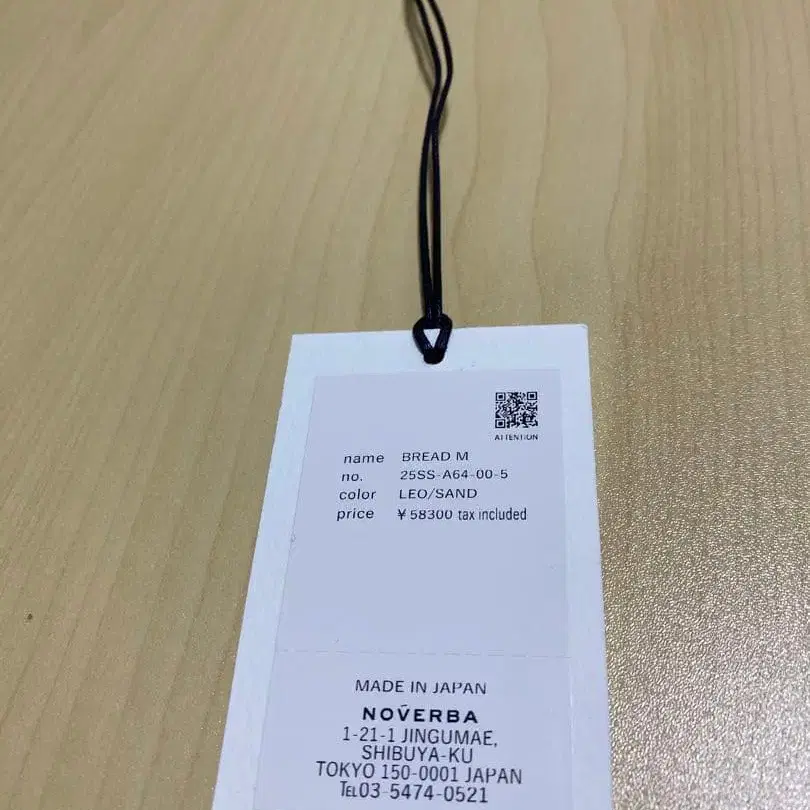 ATTENTION
name BREAD M
no. 25SS-A64-00-5
color LEO/SAND
price ￥58300 tax included
MADE IN JAPAN
NOVERBA
1-21-1 JINGUMAE,
SHIBUYA-KU
TOKYO 150-0001 JAPAN
TEL03-5474-0521